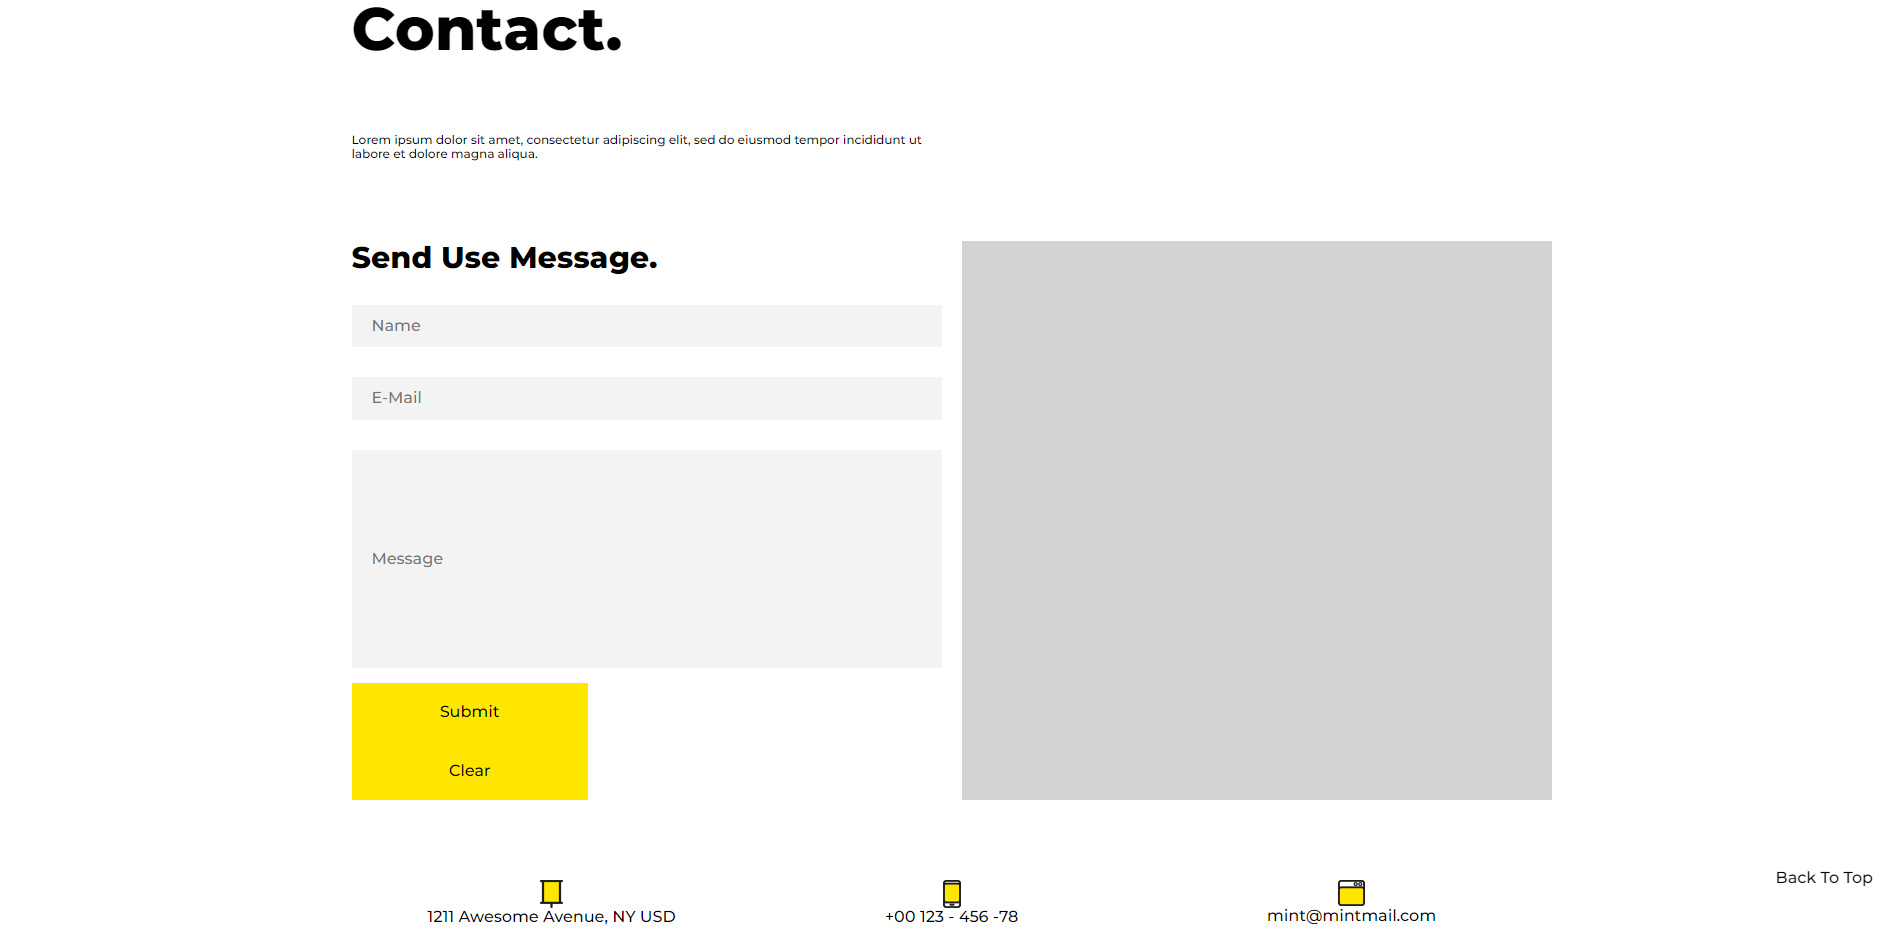 Contact.
Lorem ipsum dolor sit amet, consectetur adipiscing elit, sed do eiusmod tempor incididunt ut
labore et dolore magna aliqua.
Send Use Message.
Name
E-Mail
Message
Submit
Clear
Back To Top
1211 Awesome Avenue, NY USD
+00 123 - 456 -78
mint@mintmail.com